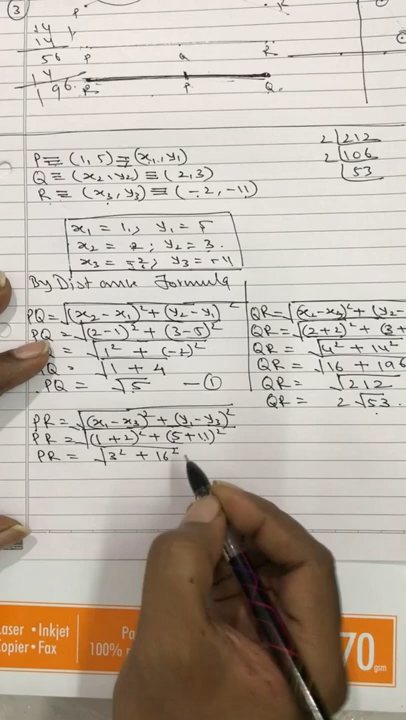 ③
14
14
56
14
196
P R
P Q R
R P Q
P ≡ (1, 5) ≡ (x₁, y₁)
Q ≡ (x₂, y₂) ≡ (2, 3)
R ≡ (x₃, y₃) ≡ (-2, -11)
2 | 212
2 | 106
53
x₁ = 1, y₁ = 5
x₂ = 2; y₂ = 3.
By Distance Formula
PQ = √(x₂ - x₁)² + (y₂ - y₁)²
PQ = √(2-1)² + (3-5)²
PQ = √1² + (-2)²
Q = √1 + 4
PQ = √5 — ①
QR = √(x₂-x₃)² + (y₂-
QR = √(2+2)² + (3+
QR = √4² + 14²
QR = √16 + 196
QR = √212
QR = 2√53.
PR = √(x₁-x₃)² + (y₁-y₃)²
PR = √(1+2)² + (5+11)²
PR = √3² + 16²
Laser • Inkjet
Copier • Fax
100%
70 gsm